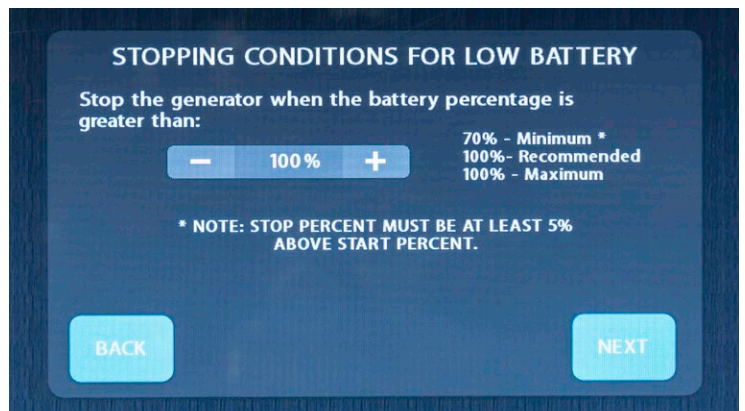 STOPPING CONDITIONS FOR LOW BATTERY
Stop the generator when the battery percentage is
greater than:
− 100% +
70% - Minimum *
100%- Recommended
100% - Maximum
* NOTE: STOP PERCENT MUST BE AT LEAST 5%
ABOVE START PERCENT.
BACK
NEXT